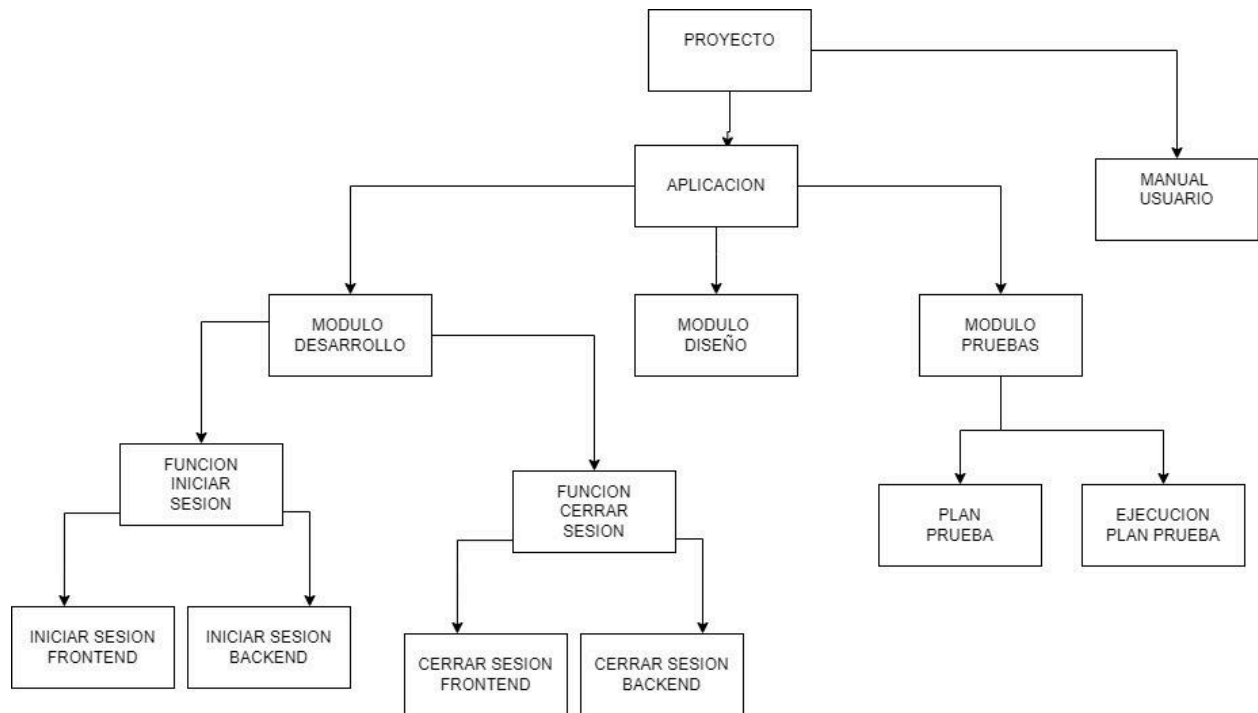 PROYECTO
APLICACION
MANUAL
USUARIO
MODULO
DESARROLLO
MODULO
DISEÑO
MODULO
PRUEBAS
FUNCION
INICIAR
SESION
FUNCION
CERRAR
SESION
PLAN
PRUEBA
EJECUCION
PLAN PRUEBA
INICIAR SESION
FRONTEND
INICIAR SESION
BACKEND
CERRAR SESION
FRONTEND
CERRAR SESION
BACKEND